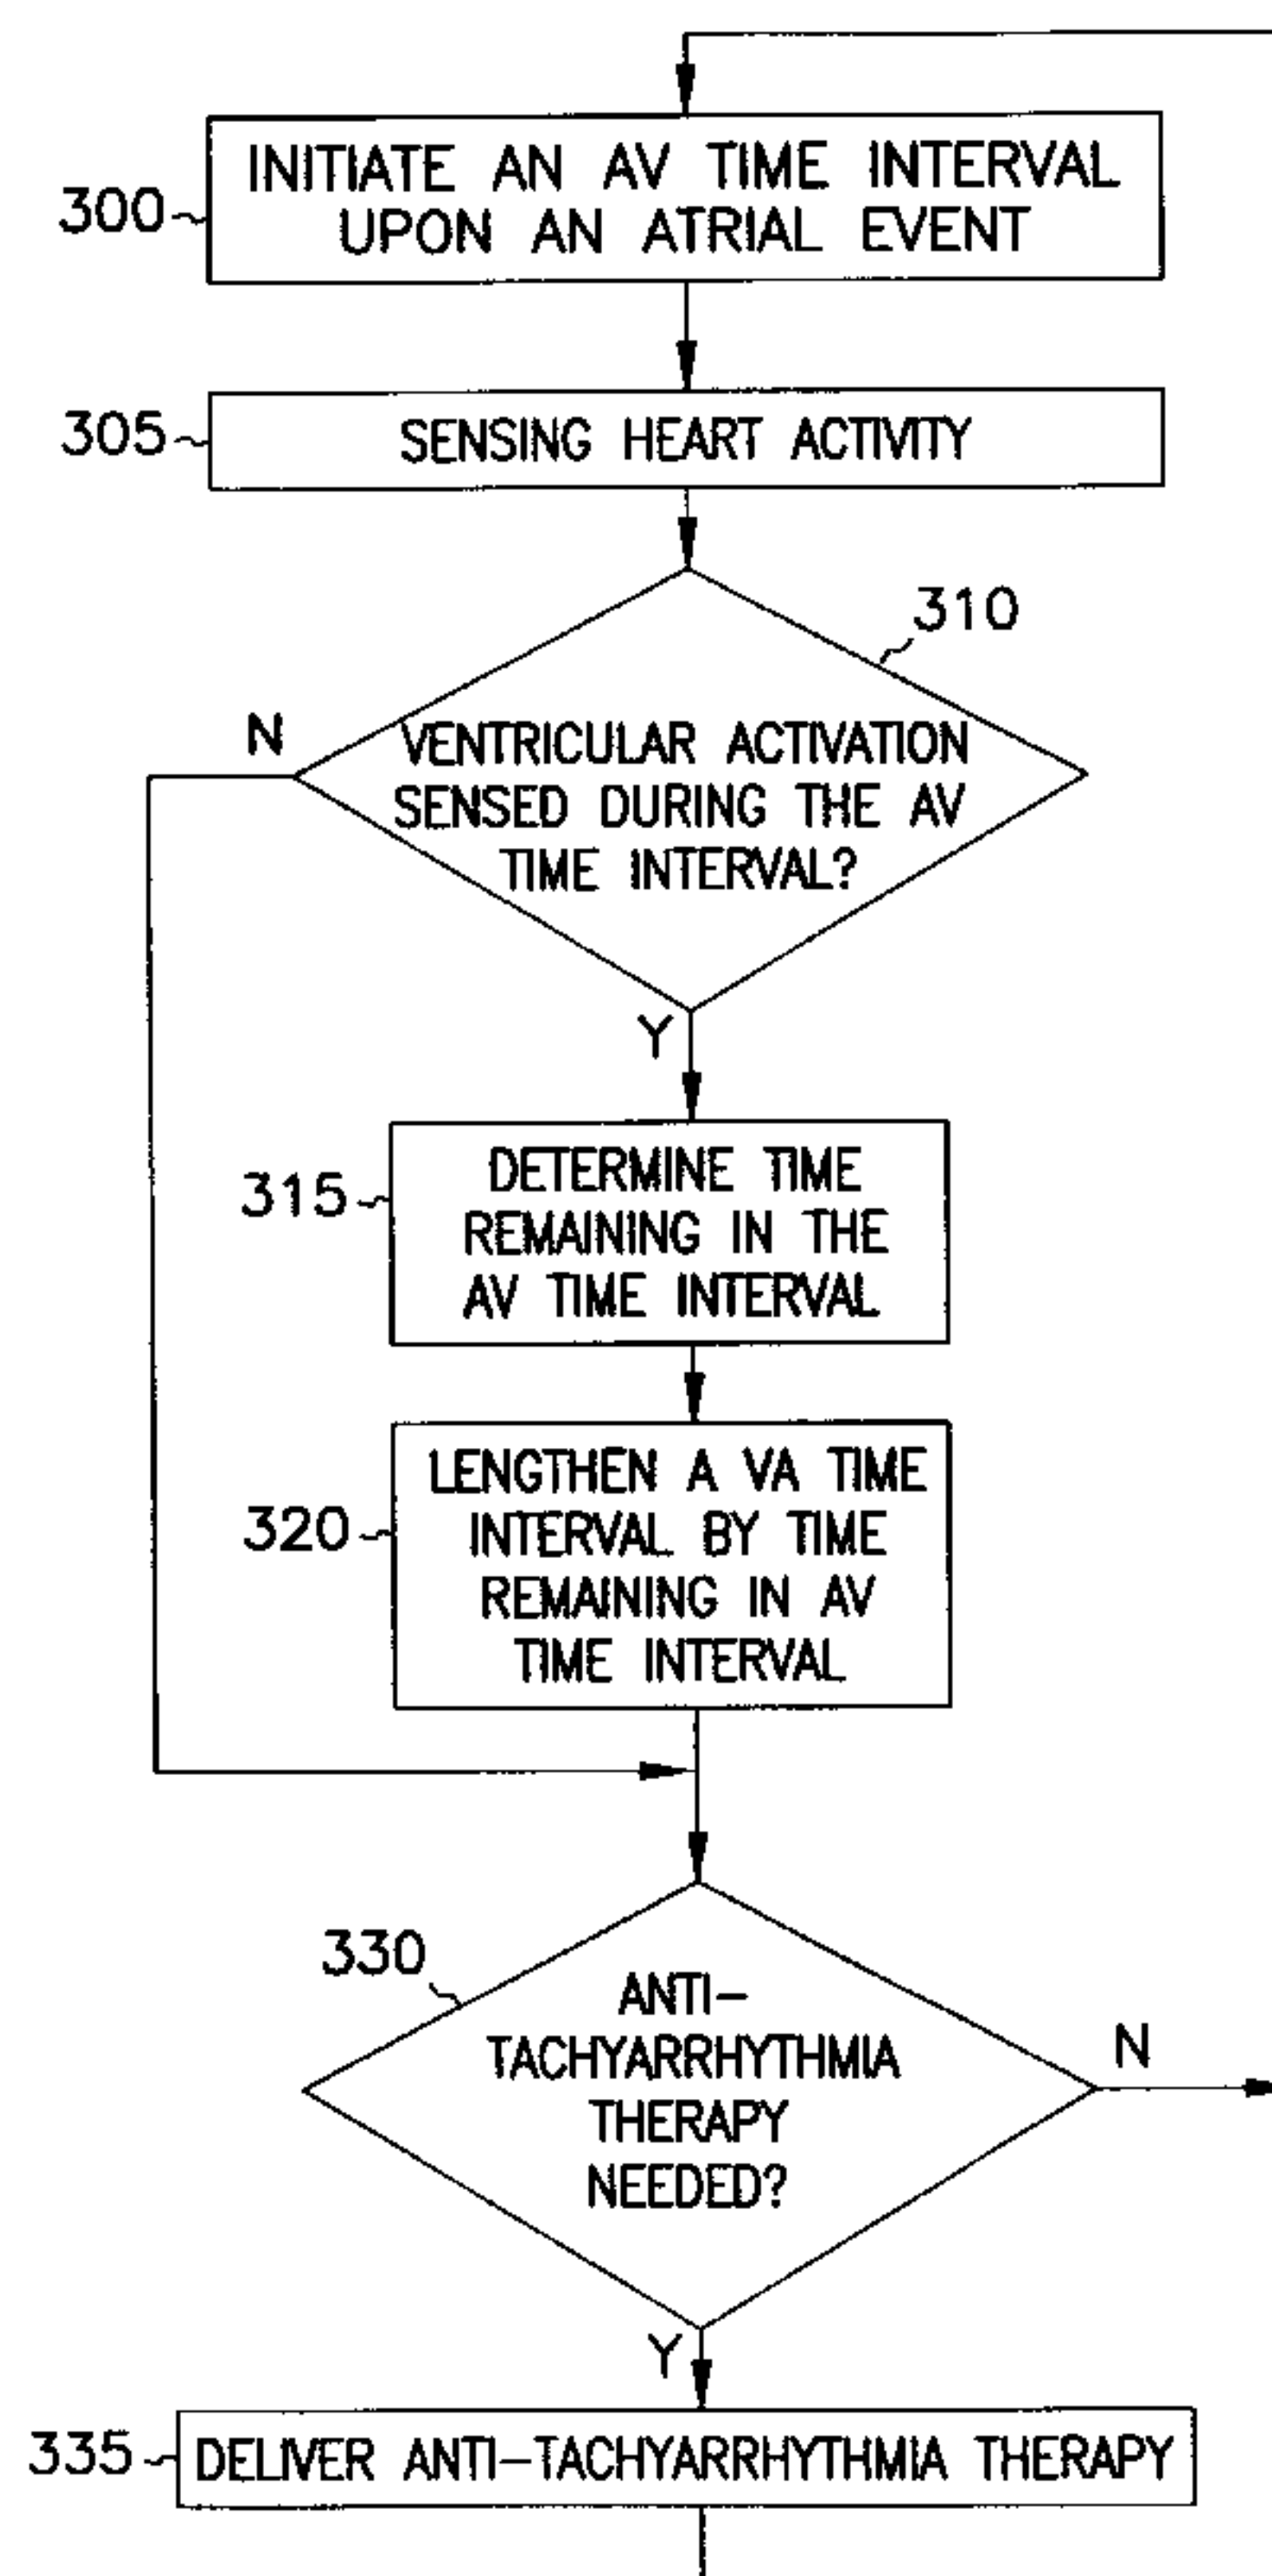 300
INITIATE AN AV TIME INTERVAL
UPON AN ATRIAL EVENT
305
SENSING HEART ACTIVITY
310
N
VENTRICULAR ACTIVATION
SENSED DURING THE AV
TIME INTERVAL?
Y
315
DETERMINE TIME
REMAINING IN THE
AV TIME INTERVAL
320
LENGTHEN A VA TIME
INTERVAL BY TIME
REMAINING IN AV
TIME INTERVAL
330
ANTI-
TACHYARRHYTHMIA
THERAPY
NEEDED?
N
Y
335
DELIVER ANTI-TACHYARRHYTHMIA THERAPY